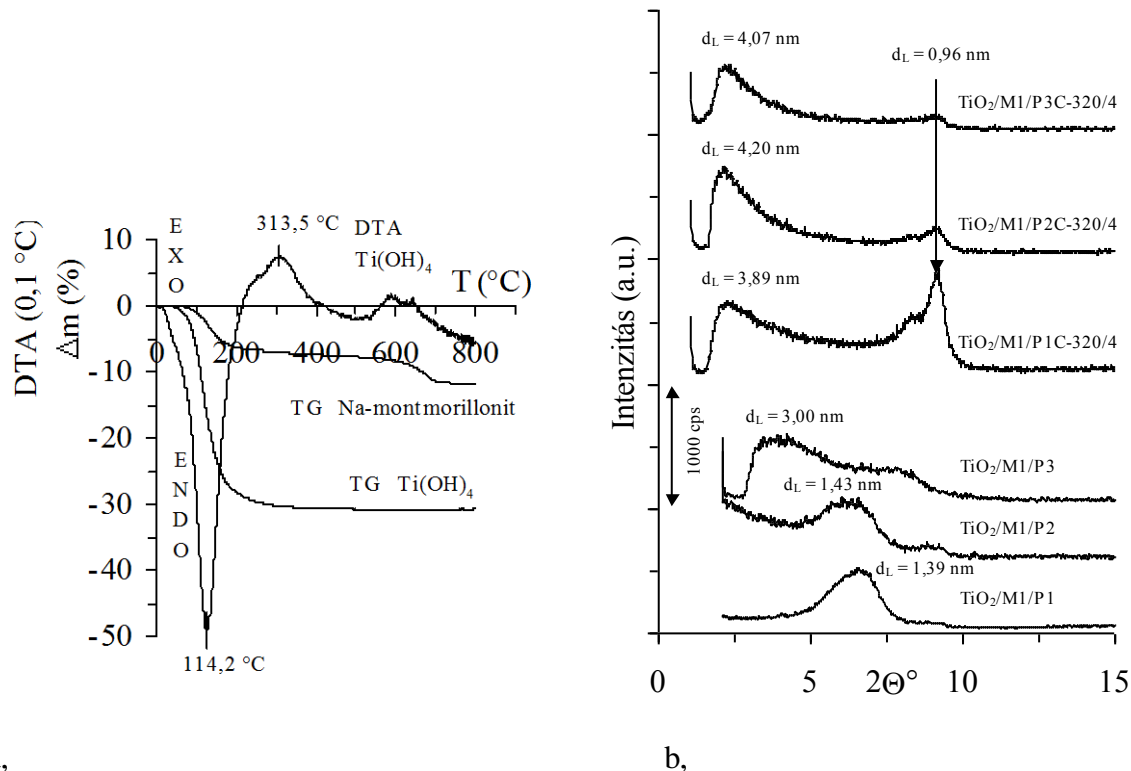 DTA (0,1 °C)
Δm (%)
E
X
O
313,5 °C
DTA
Ti(OH)4
T (°C)
10
0
-10
-20
-30
-40
-50
0
200
400
600
800
TG Na-montmorillonit
TG Ti(OH)4
E
N
D
O
114,2 °C
,
Intenzitás (a.u.)
dL = 4,07 nm
dL = 0,96 nm
TiO2/M1/P3C-320/4
dL = 4,20 nm
TiO2/M1/P2C-320/4
dL = 3,89 nm
TiO2/M1/P1C-320/4
1000 cps
dL = 3,00 nm
TiO2/M1/P3
dL = 1,43 nm
TiO2/M1/P2
dL = 1,39 nm
TiO2/M1/P1
0
5
2Θ°
10
15
b,